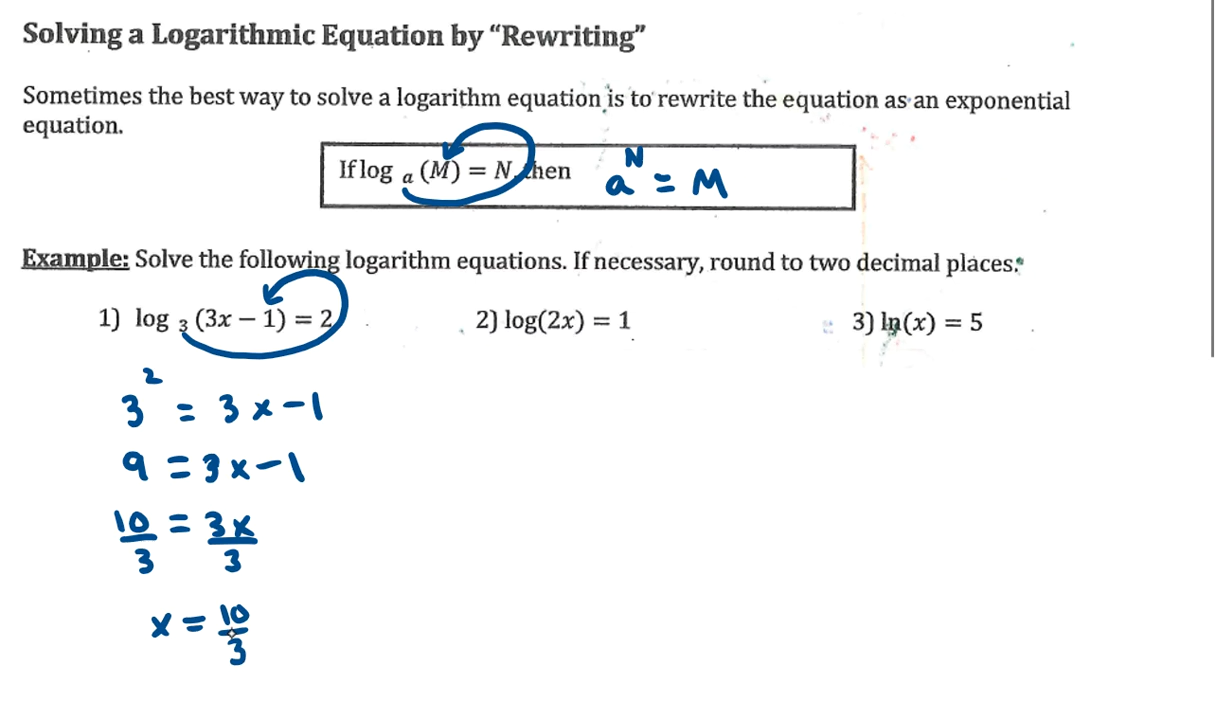 Solving a Logarithmic Equation by “Rewriting”
Sometimes the best way to solve a logarithm equation is to rewrite the equation as an exponential
equation.
If log a (M) = N, then a^N = M
Example: Solve the following logarithm equations. If necessary, round to two decimal places.
1) log 3 (3x − 1) = 2
2) log(2x) = 1
3) ln(x) = 5
3^2 = 3x-1
9 = 3x-1
10/3 = 3x/3
x = 10/3